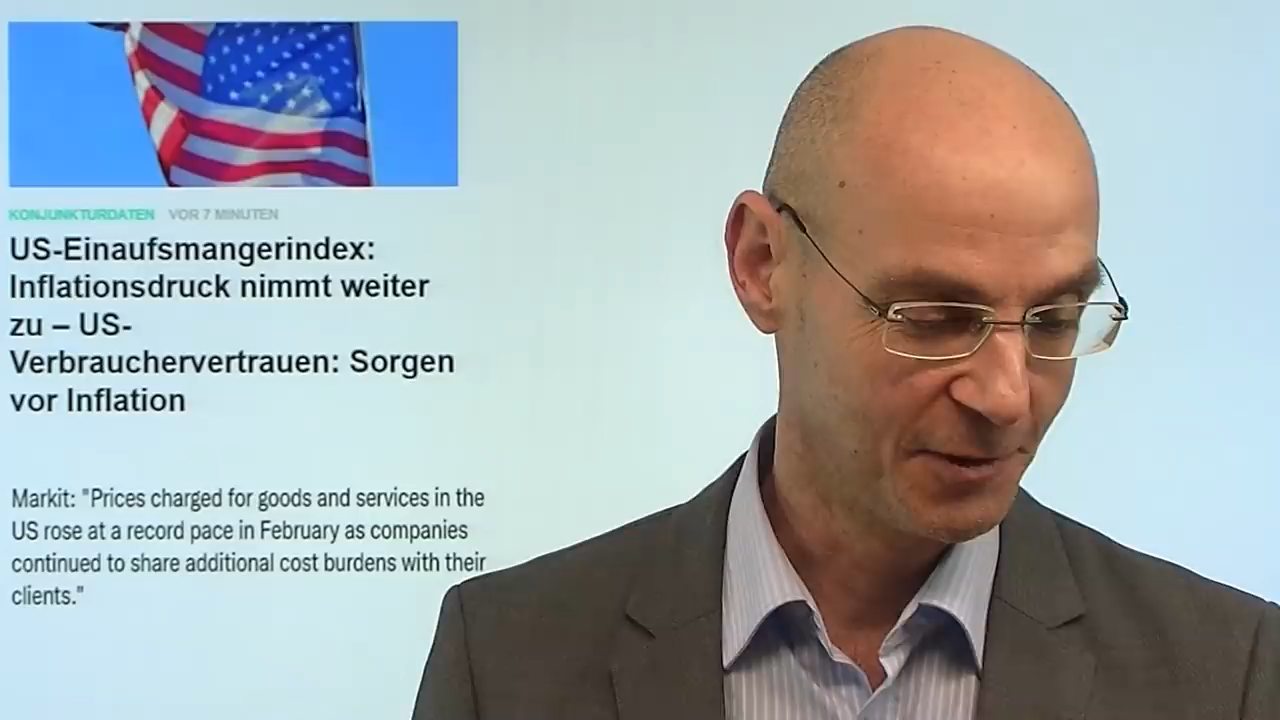 KONJUNKTURDATEN VOR 7 MINUTEN
US-Einaufsmangerindex:
Inflationsdruck nimmt weiter
zu – US-
Verbrauchervertrauen: Sorgen
vor Inflation
Markit: "Prices charged for goods and services in the
US rose at a record pace in February as companies
continued to share additional cost burdens with their
clients."